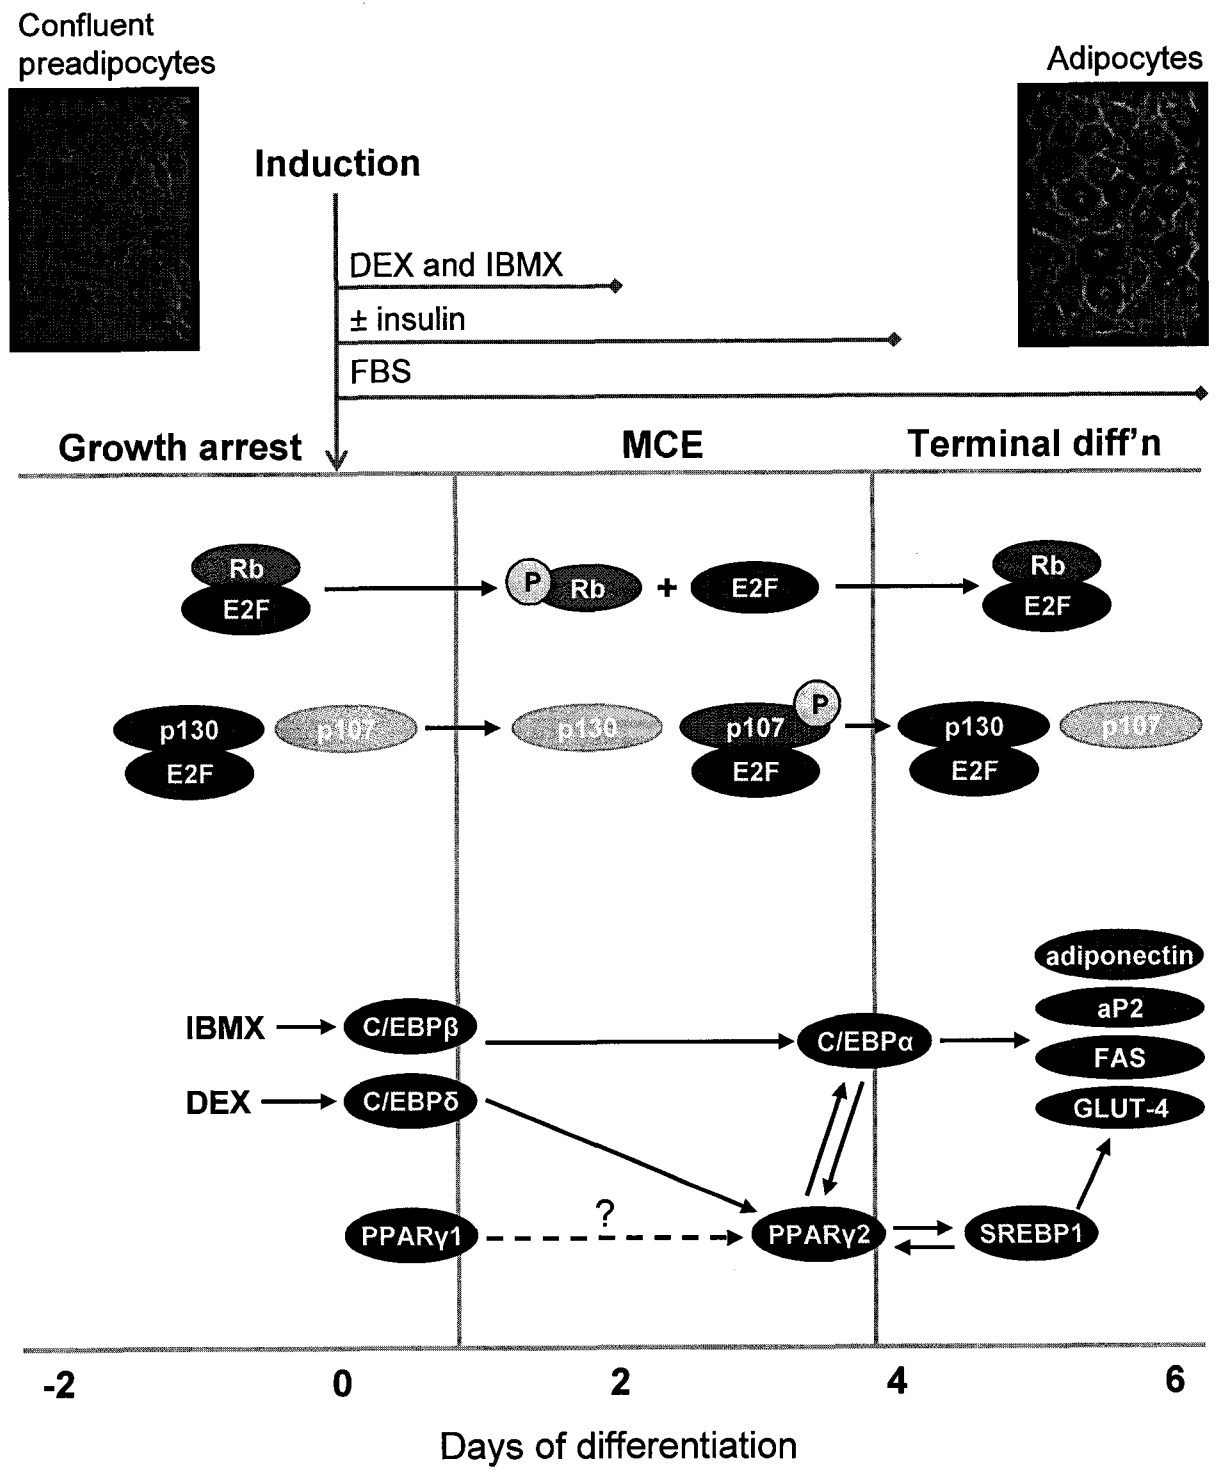 Confluent
preadipocytes
Adipocytes
Induction
DEX and IBMX
± insulin
FBS
Growth arrest
MCE
Terminal diff'n
Rb
E2F
P
Rb
+
E2F
Rb
E2F
p130
E2F
p107
p130
p107
P
E2F
p130
E2F
p107
adiponectin
aP2
FAS
GLUT-4
IBMX
C/EBPβ
C/EBPα
DEX
C/EBPδ
?
PPARγ1
PPARγ2
SREBP1
-2 0 2 4 6
Days of differentiation